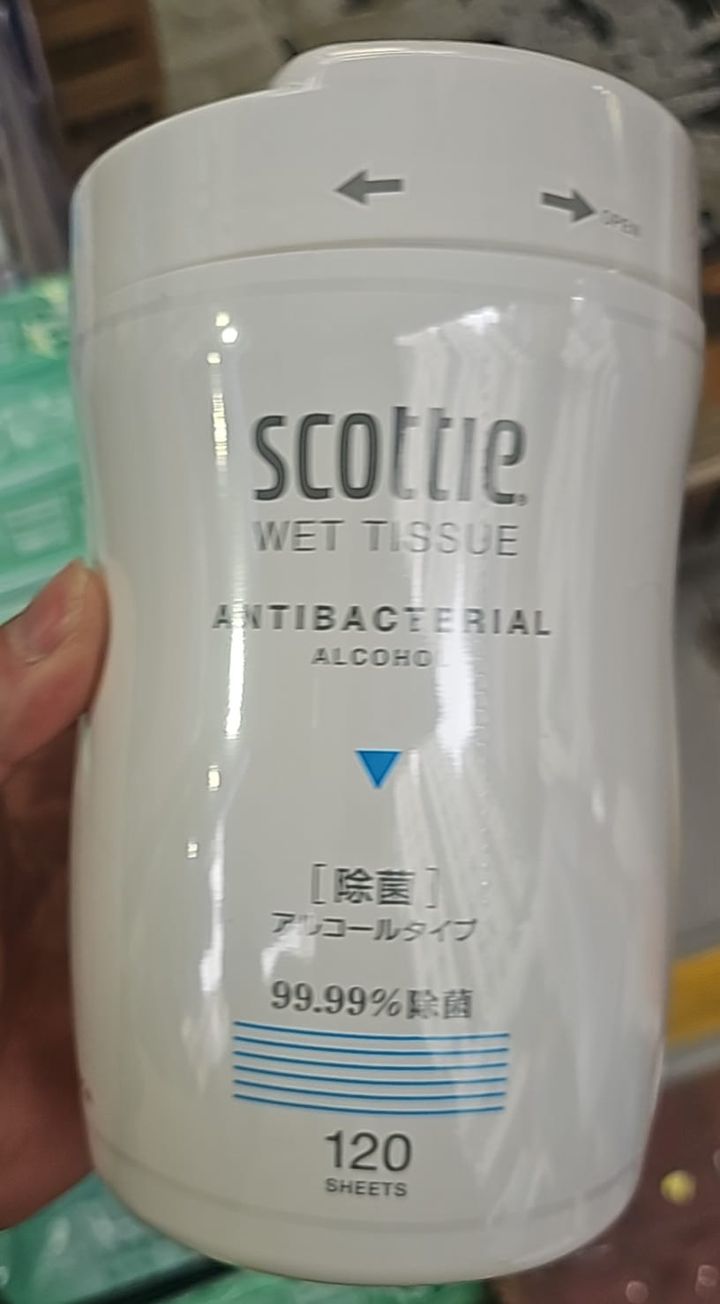 OPEN
scottie®
WET TISSUE
ANTIBACTERIAL
ALCOHOL
[除菌]
アルコールタイプ
99.99%除菌
120
SHEETS